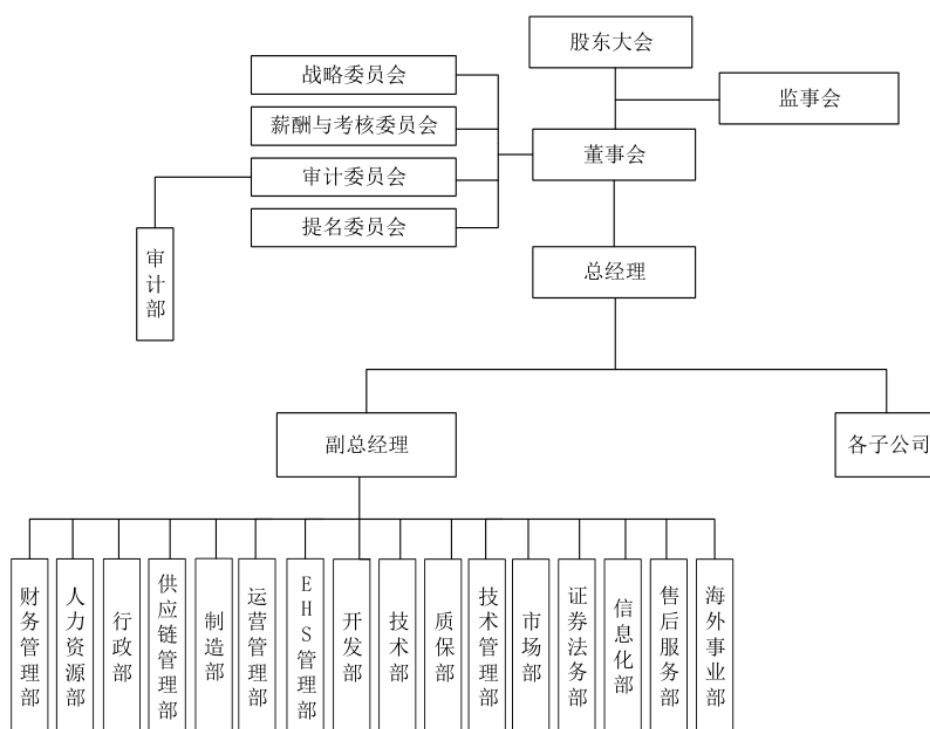 股东大会
战略委员会
监事会
薪酬与考核委员会
董事会
审计委员会
提名委员会
审计部
总经理
副总经理
各子公司
财务管理部
人力资源部
行政部
供应链管理部
制造部
运营管理部
EHS管理部
开发部
技术部
质保部
技术管理部
市场部
证券法务部
信息化部
售后服务部
海外事业部